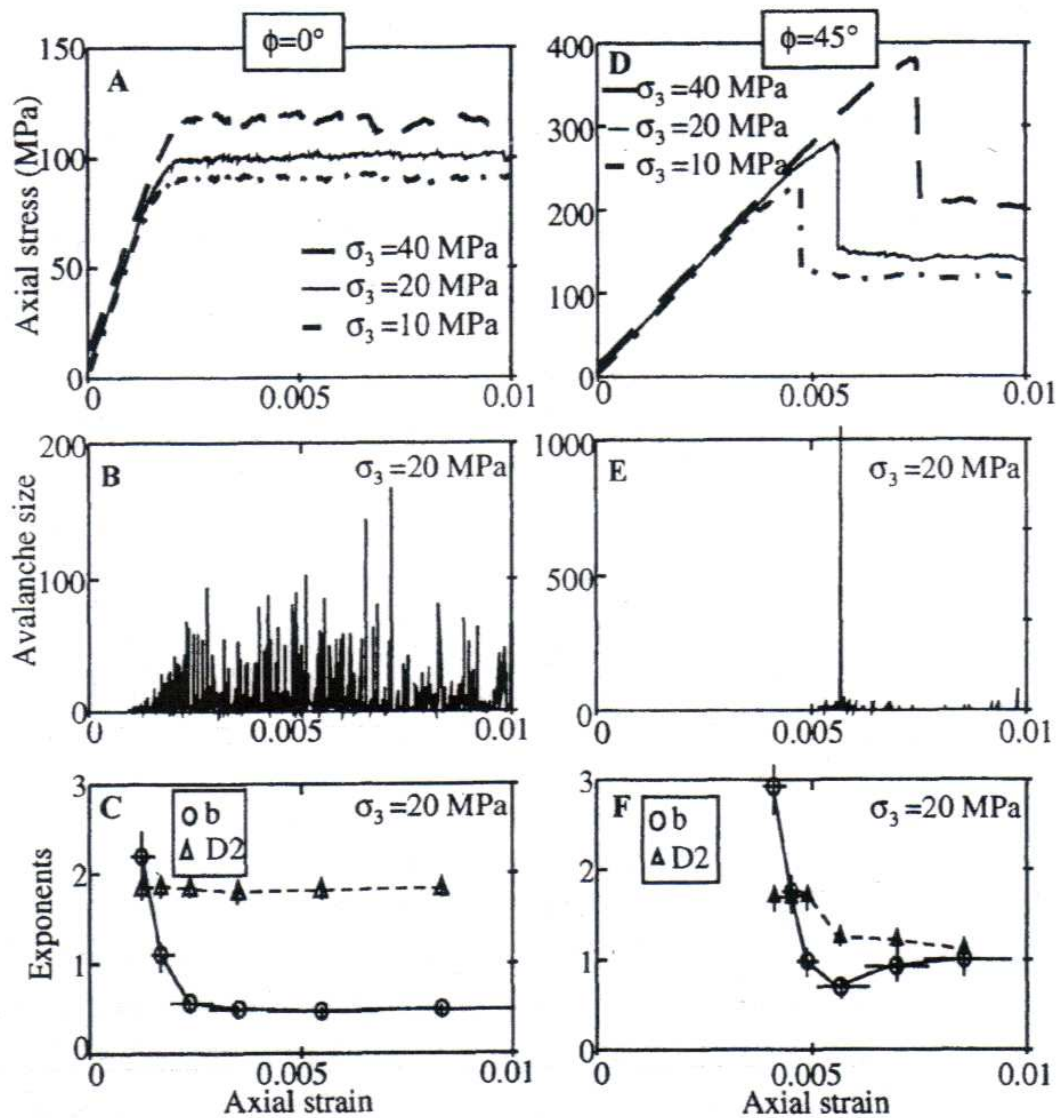 ϕ=0°
150
100
50
0
Axial stress (MPa)
A
σ3 =40 MPa
σ3 =20 MPa
σ3 =10 MPa
0 0.005 0.01
ϕ=45°
400
300
200
100
0
D
σ3 =40 MPa
σ3 =20 MPa
σ3 =10 MPa
0 0.005 0.01
200
100
0
Avalanche size
B
σ3=20 MPa
0 0.005 0.01
1000
500
0
E
σ3=20 MPa
0 0.005 0.01
3
2
1
0
Exponents
C
b
D2
σ3=20 MPa
0 0.005 0.01
Axial strain
3
2
1
0
F
b
D2
σ3=20 MPa
0 0.005 0.01
Axial strain